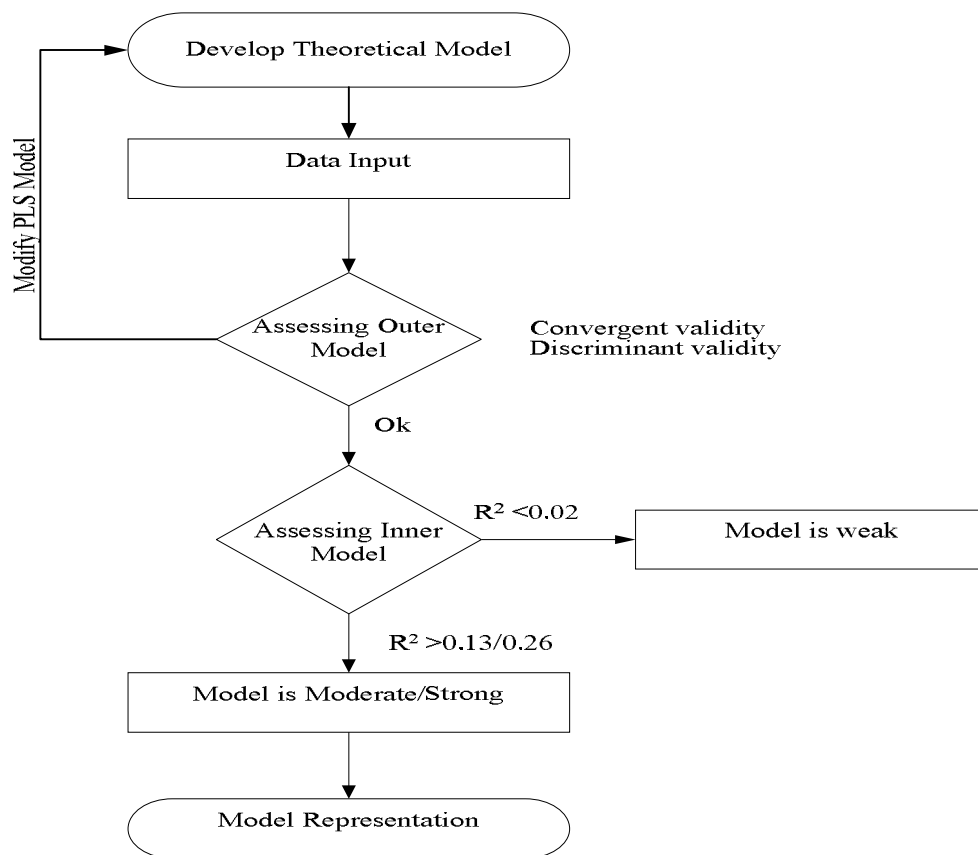 Develop Theoretical Model
Modify PLS Model
Data Input
Assessing Outer
Model
Convergent validity
Discriminant validity
Ok
Assessing Inner
Model
R² <0.02
Model is weak
R² >0.13/0.26
Model is Moderate/Strong
Model Representation